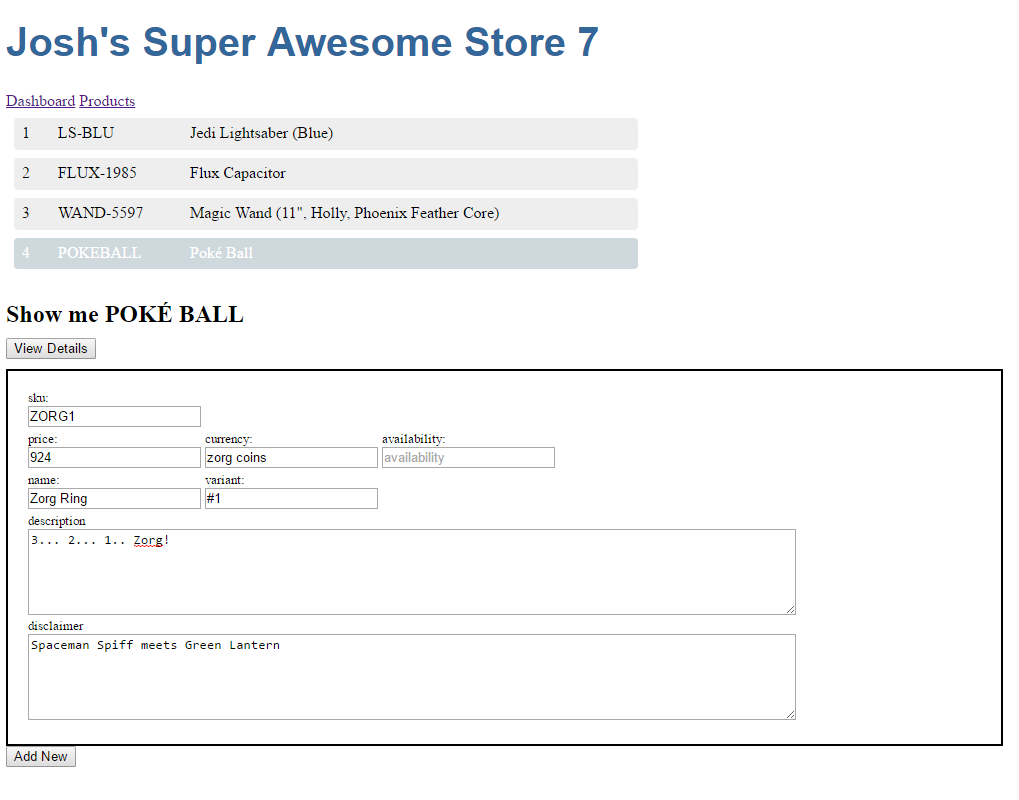 Josh's Super Awesome Store 7
Dashboard Products
1 LS-BLU Jedi Lightsaber (Blue)
2 FLUX-1985 Flux Capacitor
3 WAND-5597 Magic Wand (11", Holly, Phoenix Feather Core)
4 POKEBALL Poké Ball
Show me POKÉ BALL
View Details
sku:
ZORG1
price: currency: availability:
924 zorg coins availability
name: variant:
Zorg Ring #1
description
3... 2... 1.. Zorg!
disclaimer
Spaceman Spiff meets Green Lantern
Add New